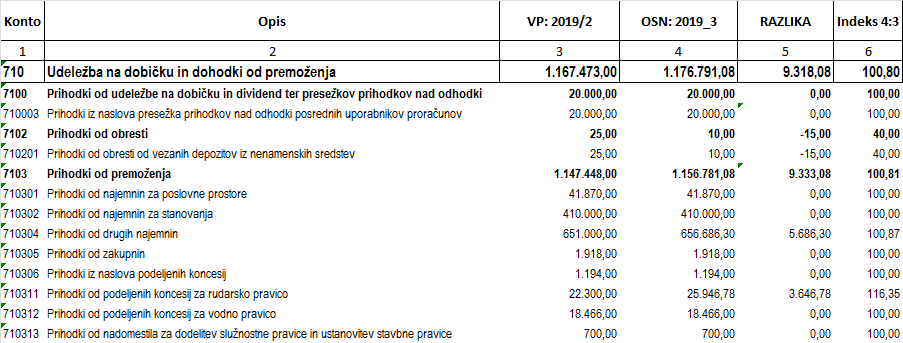 Konto Opis VP: 2019/2 OSN: 2019_3 RAZLIKA Indeks 4:3
1 2 3 4 5 6
710 Udeležba na dobičku in dohodki od premoženja 1.167.473,00 1.176.791,08 9.318,08 100,80
7100 Prihodki od udeležbe na dobičku in dividend ter presežkov prihodkov nad odhodki 20.000,00 20.000,00 0,00 100,00
710003 Prihodki iz naslova presežka prihodkov nad odhodki posrednih uporabnikov proračunov 20.000,00 20.000,00 0,00 100,00
7102 Prihodki od obresti 25,00 10,00 -15,00 40,00
710201 Prihodki od obresti od vezanih depozitov iz nenamenskih sredstev 25,00 10,00 -15,00 40,00
7103 Prihodki od premoženja 1.147.448,00 1.156.781,08 9.333,08 100,81
710301 Prihodki od najemnin za poslovne prostore 41.870,00 41.870,00 0,00 100,00
710302 Prihodki od najemnin za stanovanja 410.000,00 410.000,00 0,00 100,00
710304 Prihodki od drugih najemnin 651.000,00 656.686,30 5.686,30 100,87
710305 Prihodki od zakupnin 1.918,00 1.918,00 0,00 100,00
710306 Prihodki iz naslova podeljenih koncesij 1.194,00 1.194,00 0,00 100,00
710311 Prihodki od podeljenih koncesij za rudarsko pravico 22.300,00 25.946,78 3.646,78 116,35
710312 Prihodki od podeljenih koncesij za vodno pravico 18.466,00 18.466,00 0,00 100,00
710313 Prihodki od nadomestila za dodelitev služnostne pravice in ustanovitev stavbne pravice 700,00 700,00 0,00 100,00